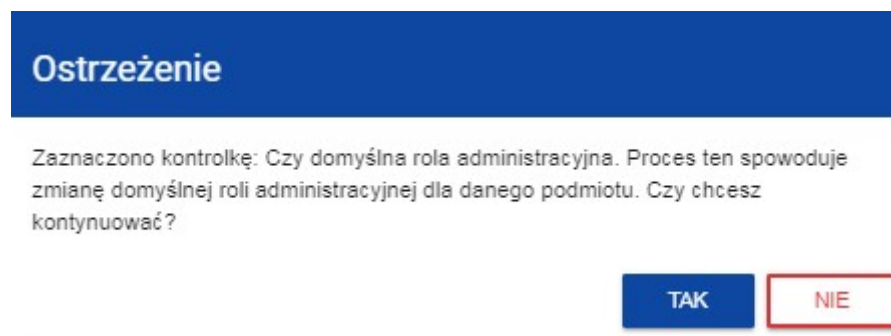 Ostrzeżenie
Zaznaczono kontrolkę: Czy domyślna rola administracyjna. Proces ten spowoduje
zmianę domyślnej roli administracyjnej dla danego podmiotu. Czy chcesz
kontynuować?
TAK NIE